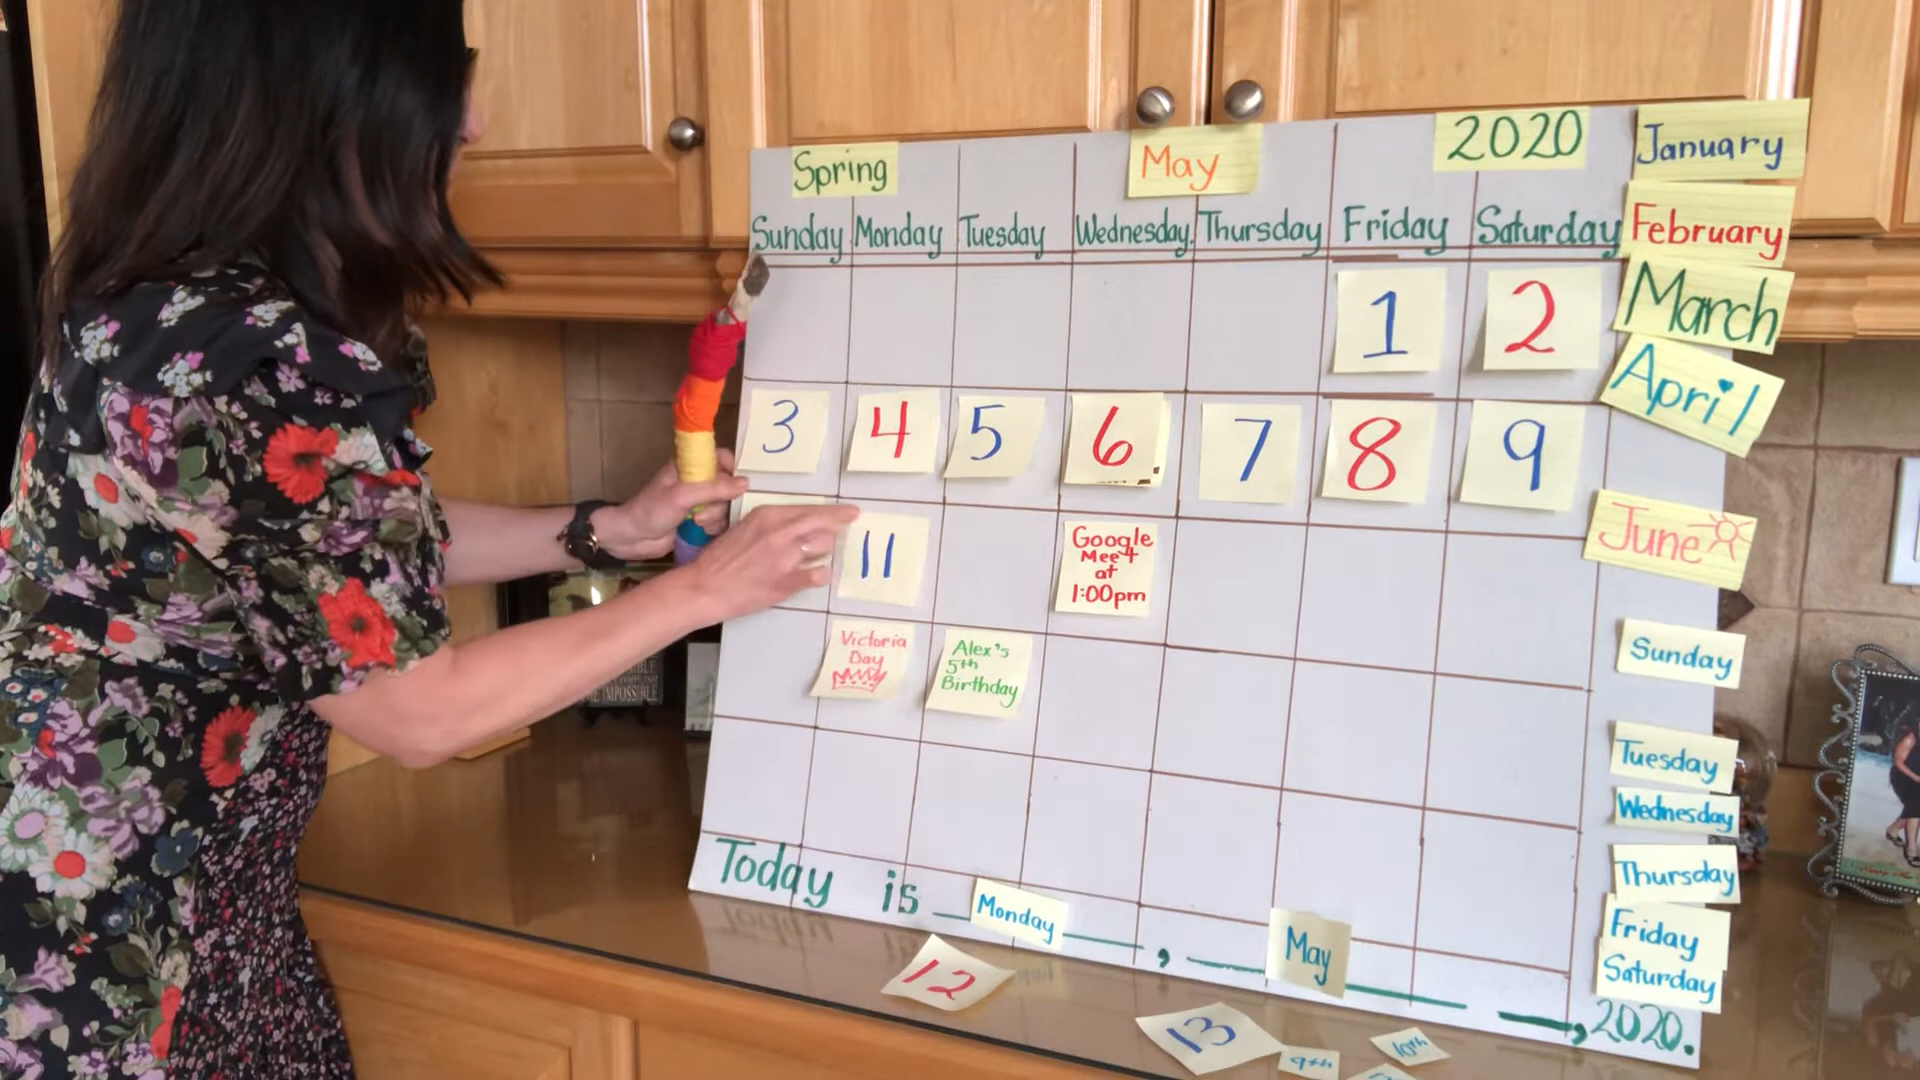 Spring May 2020
Sunday Monday Tuesday Wednesday. Thursday Friday Saturday
1 2
3 4 5 6 7 8 9
11
Google
Meet
at
1:00pm
Victoria
Day
Alex's
5th
Birthday
Today is Monday, May , 2020.
January
February
March
April
June
Sunday
Tuesday
Wednesday
Thursday
Friday
Saturday
12
13
9th
10th
IMPOSSIBLE